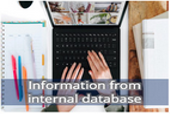 Information from
internal database